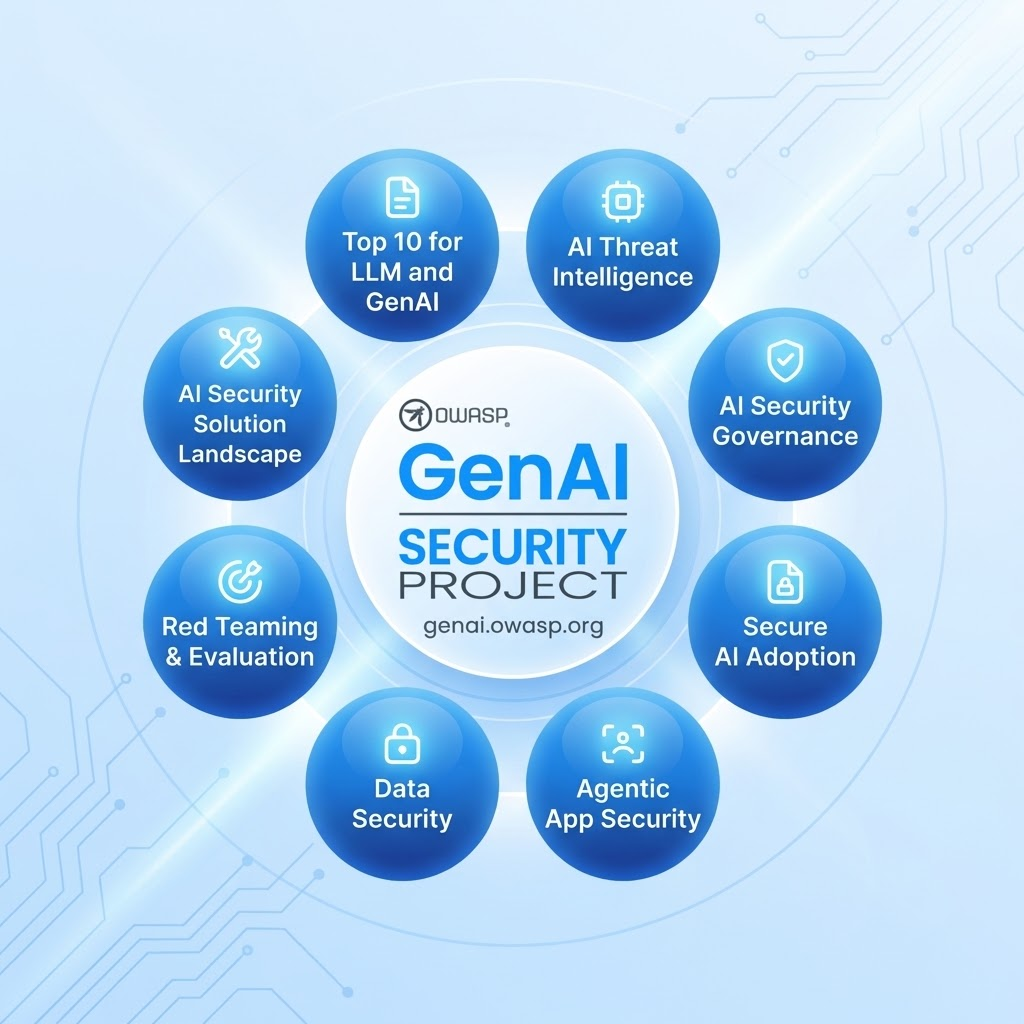 Top 10 for
LLM and
GenAI
AI Threat
Intelligence
AI Security
Solution
Landscape
AI Security
Governance
OWASP
GenAI
SECURITY
PROJECT
genai.owasp.org
Red Teaming
& Evaluation
Secure
AI Adoption
Data
Security
Agentic
App Security